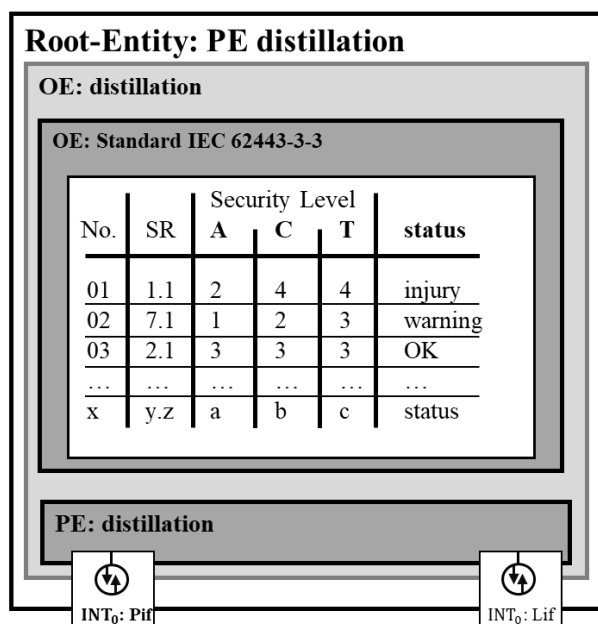 Root-Entity: PE distillation
OE: distillation
OE: Standard IEC 62443-3-3
Security Level
No. SR A C T status
01 1.1 2 4 4 injury
02 7.1 1 2 3 warning
03 2.1 3 3 3 OK
… … … … … …
x y.z a b c status
PE: distillation
INT₀: Pif INT₀: Lif